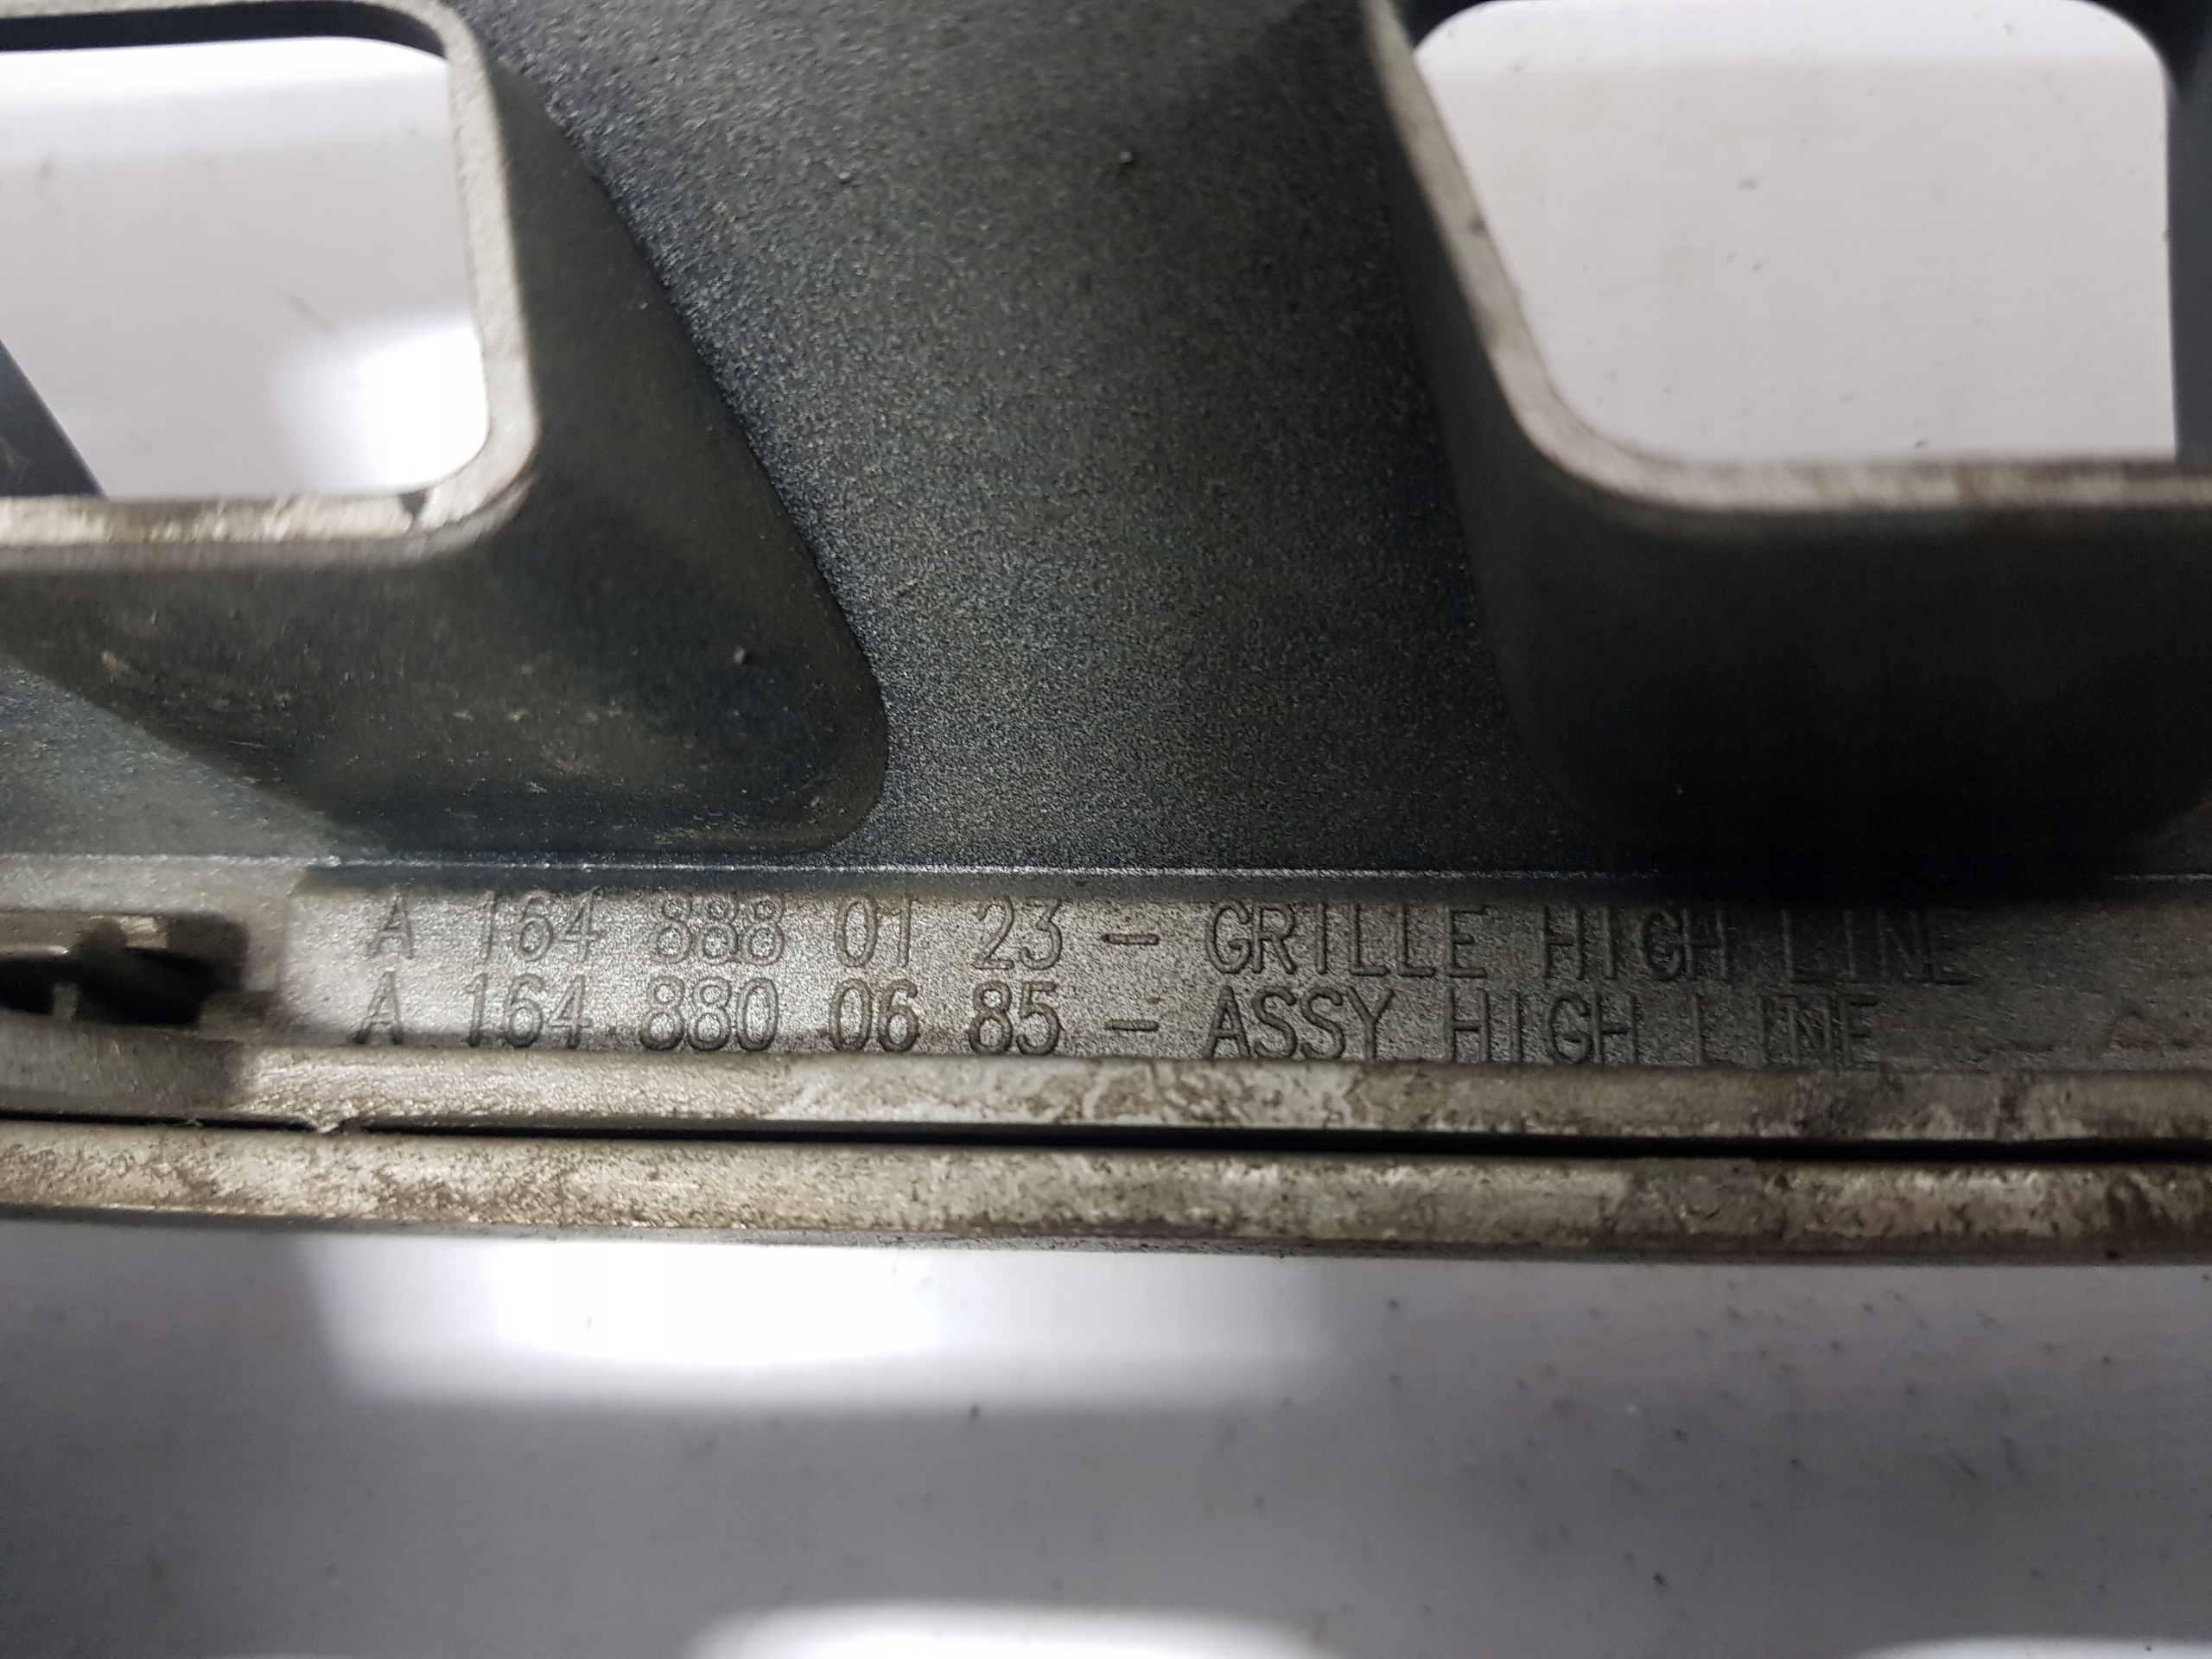 A 164 888 01 23 - GRILLE HIGH LINE
A 164 880 06 85 - ASSY HIGH LINE